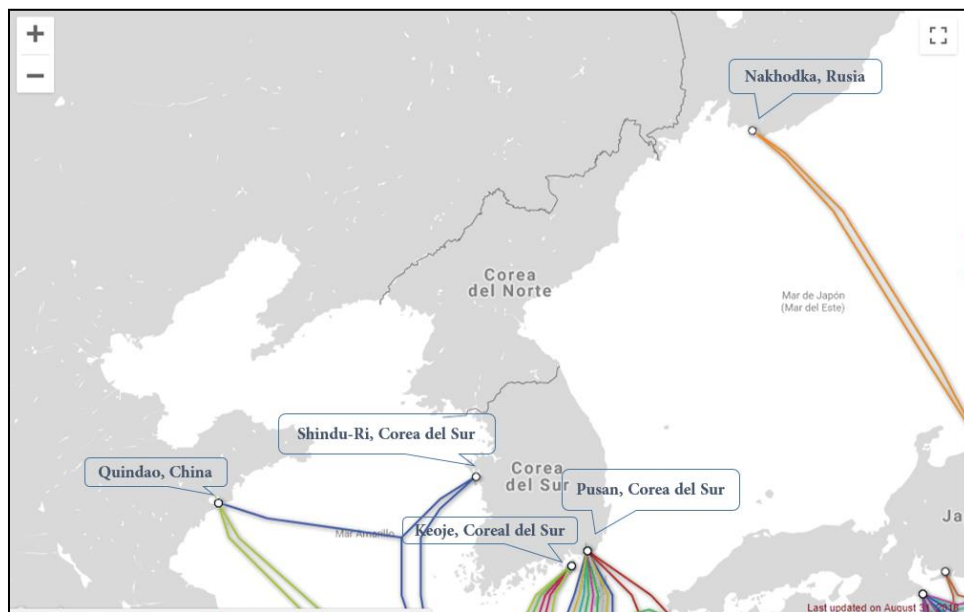 +
−
Nakhodka, Rusia
Corea
del Norte
Mar de Japón
(Mar del Este)
Shindu-Ri, Corea del Sur
Quindao, China
Corea
del Sur
Pusan, Corea del Sur
Mar Amarillo
Keoje, Coreal del Sur
Ja
Last updated on August 31,